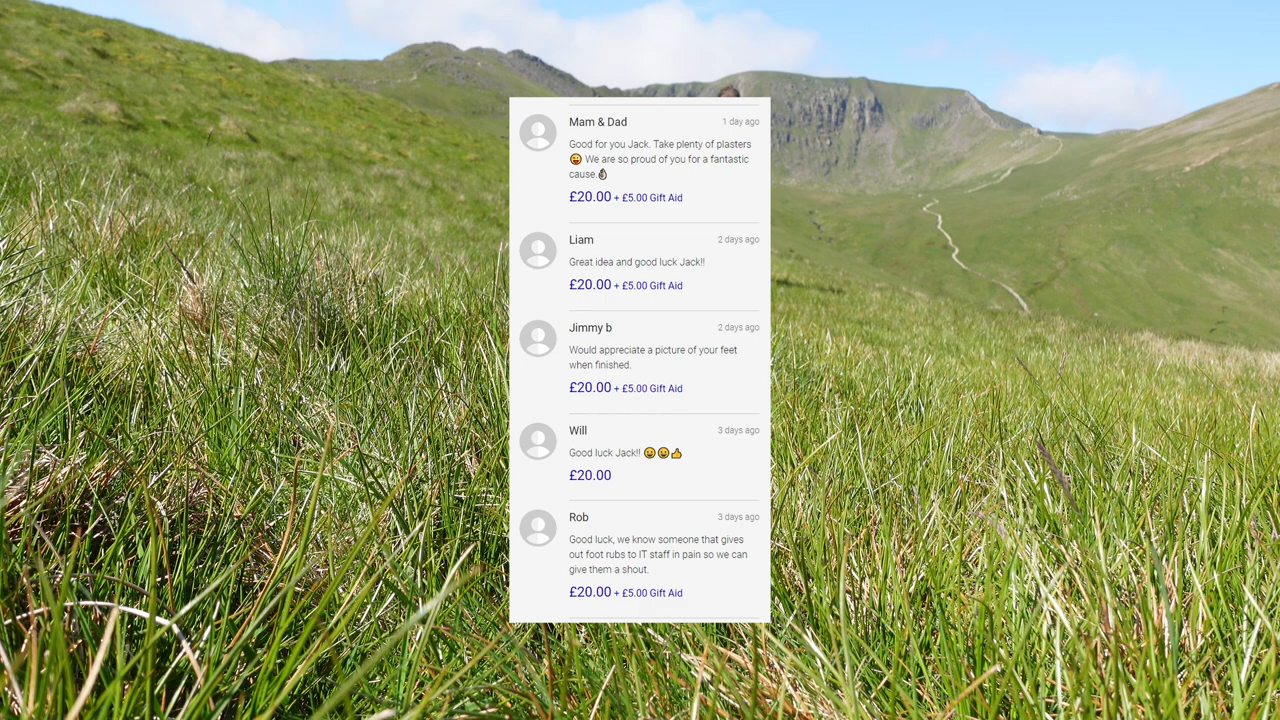 Mam & Dad 1 day ago
Good for you Jack. Take plenty of plasters
😜 We are so proud of you for a fantastic
cause.👌🏿
£20.00 + £5.00 Gift Aid
Liam 2 days ago
Great idea and good luck Jack!!
£20.00 + £5.00 Gift Aid
Jimmy b 2 days ago
Would appreciate a picture of your feet
when finished.
£20.00 + £5.00 Gift Aid
Will 3 days ago
Good luck Jack!! 😀😀👍
£20.00
Rob 3 days ago
Good luck, we know someone that gives
out foot rubs to IT staff in pain so we can
give them a shout.
£20.00 + £5.00 Gift Aid